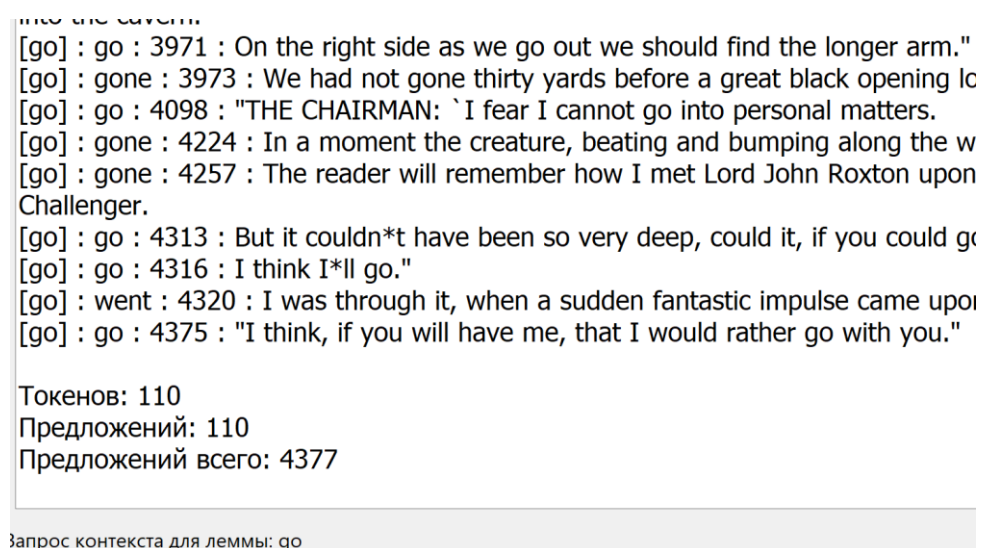 into the cavern.
[go] : go : 3971 : On the right side as we go out we should find the longer arm."
[go] : gone : 3973 : We had not gone thirty yards before a great black opening lo
[go] : go : 4098 : "THE CHAIRMAN: `I fear I cannot go into personal matters.
[go] : gone : 4224 : In a moment the creature, beating and bumping along the w
[go] : gone : 4257 : The reader will remember how I met Lord John Roxton upon
Challenger.
[go] : go : 4313 : But it couldn*t have been so very deep, could it, if you could go
[go] : go : 4316 : I think I*ll go."
[go] : went : 4320 : I was through it, when a sudden fantastic impulse came upon
[go] : go : 4375 : "I think, if you will have me, that I would rather go with you."
Токенов: 110
Предложений: 110
Предложений всего: 4377
Запрос контекста для леммы: go